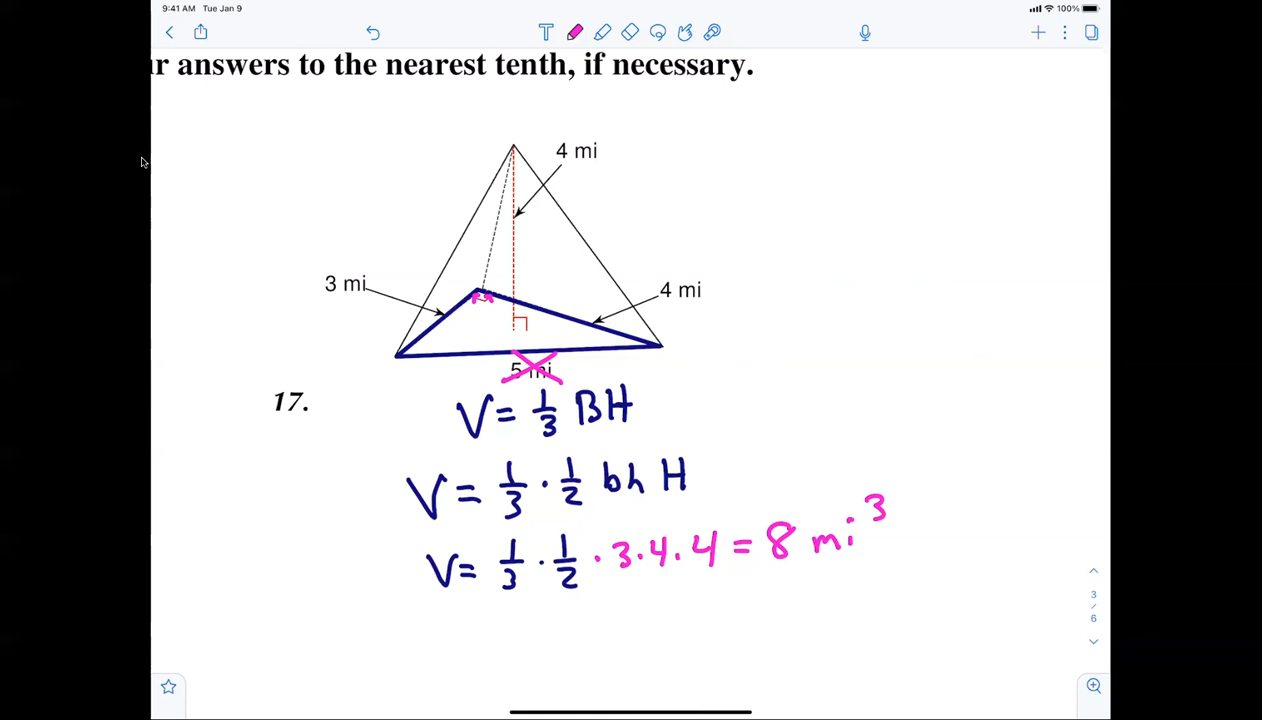 9:41 AM Tue Jan 9
100%
r answers to the nearest tenth, if necessary.
4 mi
3 mi
4 mi
5 mi
17.
V = 1/3 BH
V = 1/3 · 1/2 bh H
V = 1/3 · 1/2 · 3 · 4 · 4 = 8 mi³
3
/
6